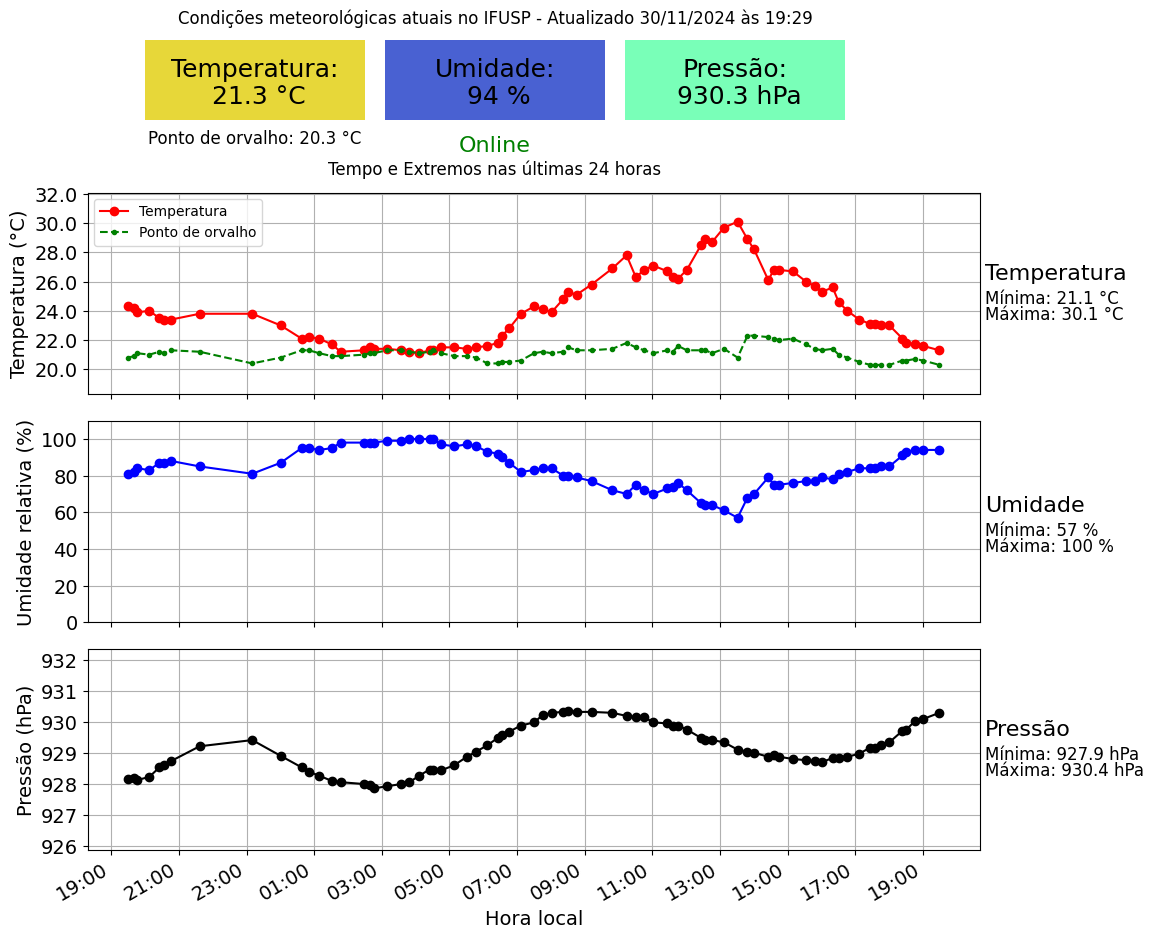 Condições meteorológicas atuais no IFUSP - Atualizado 30/11/2024 às 19:29
Temperatura:
21.3 °C
Umidade:
94 %
Pressão:
930.3 hPa
Ponto de orvalho: 20.3 °C
Online
Tempo e Extremos nas últimas 24 horas
Temperatura (°C)
32.0
30.0
28.0
26.0
24.0
22.0
20.0
Temperatura
Ponto de orvalho
Temperatura
Mínima: 21.1 °C
Máxima: 30.1 °C
Umidade relativa (%)
100
80
60
40
20
0
Umidade
Mínima: 57 %
Máxima: 100 %
Pressão (hPa)
932
931
930
929
928
927
926
Pressão
Mínima: 927.9 hPa
Máxima: 930.4 hPa
19:00 21:00 23:00 01:00 03:00 05:00 07:00 09:00 11:00 13:00 15:00 17:00 19:00
Hora local